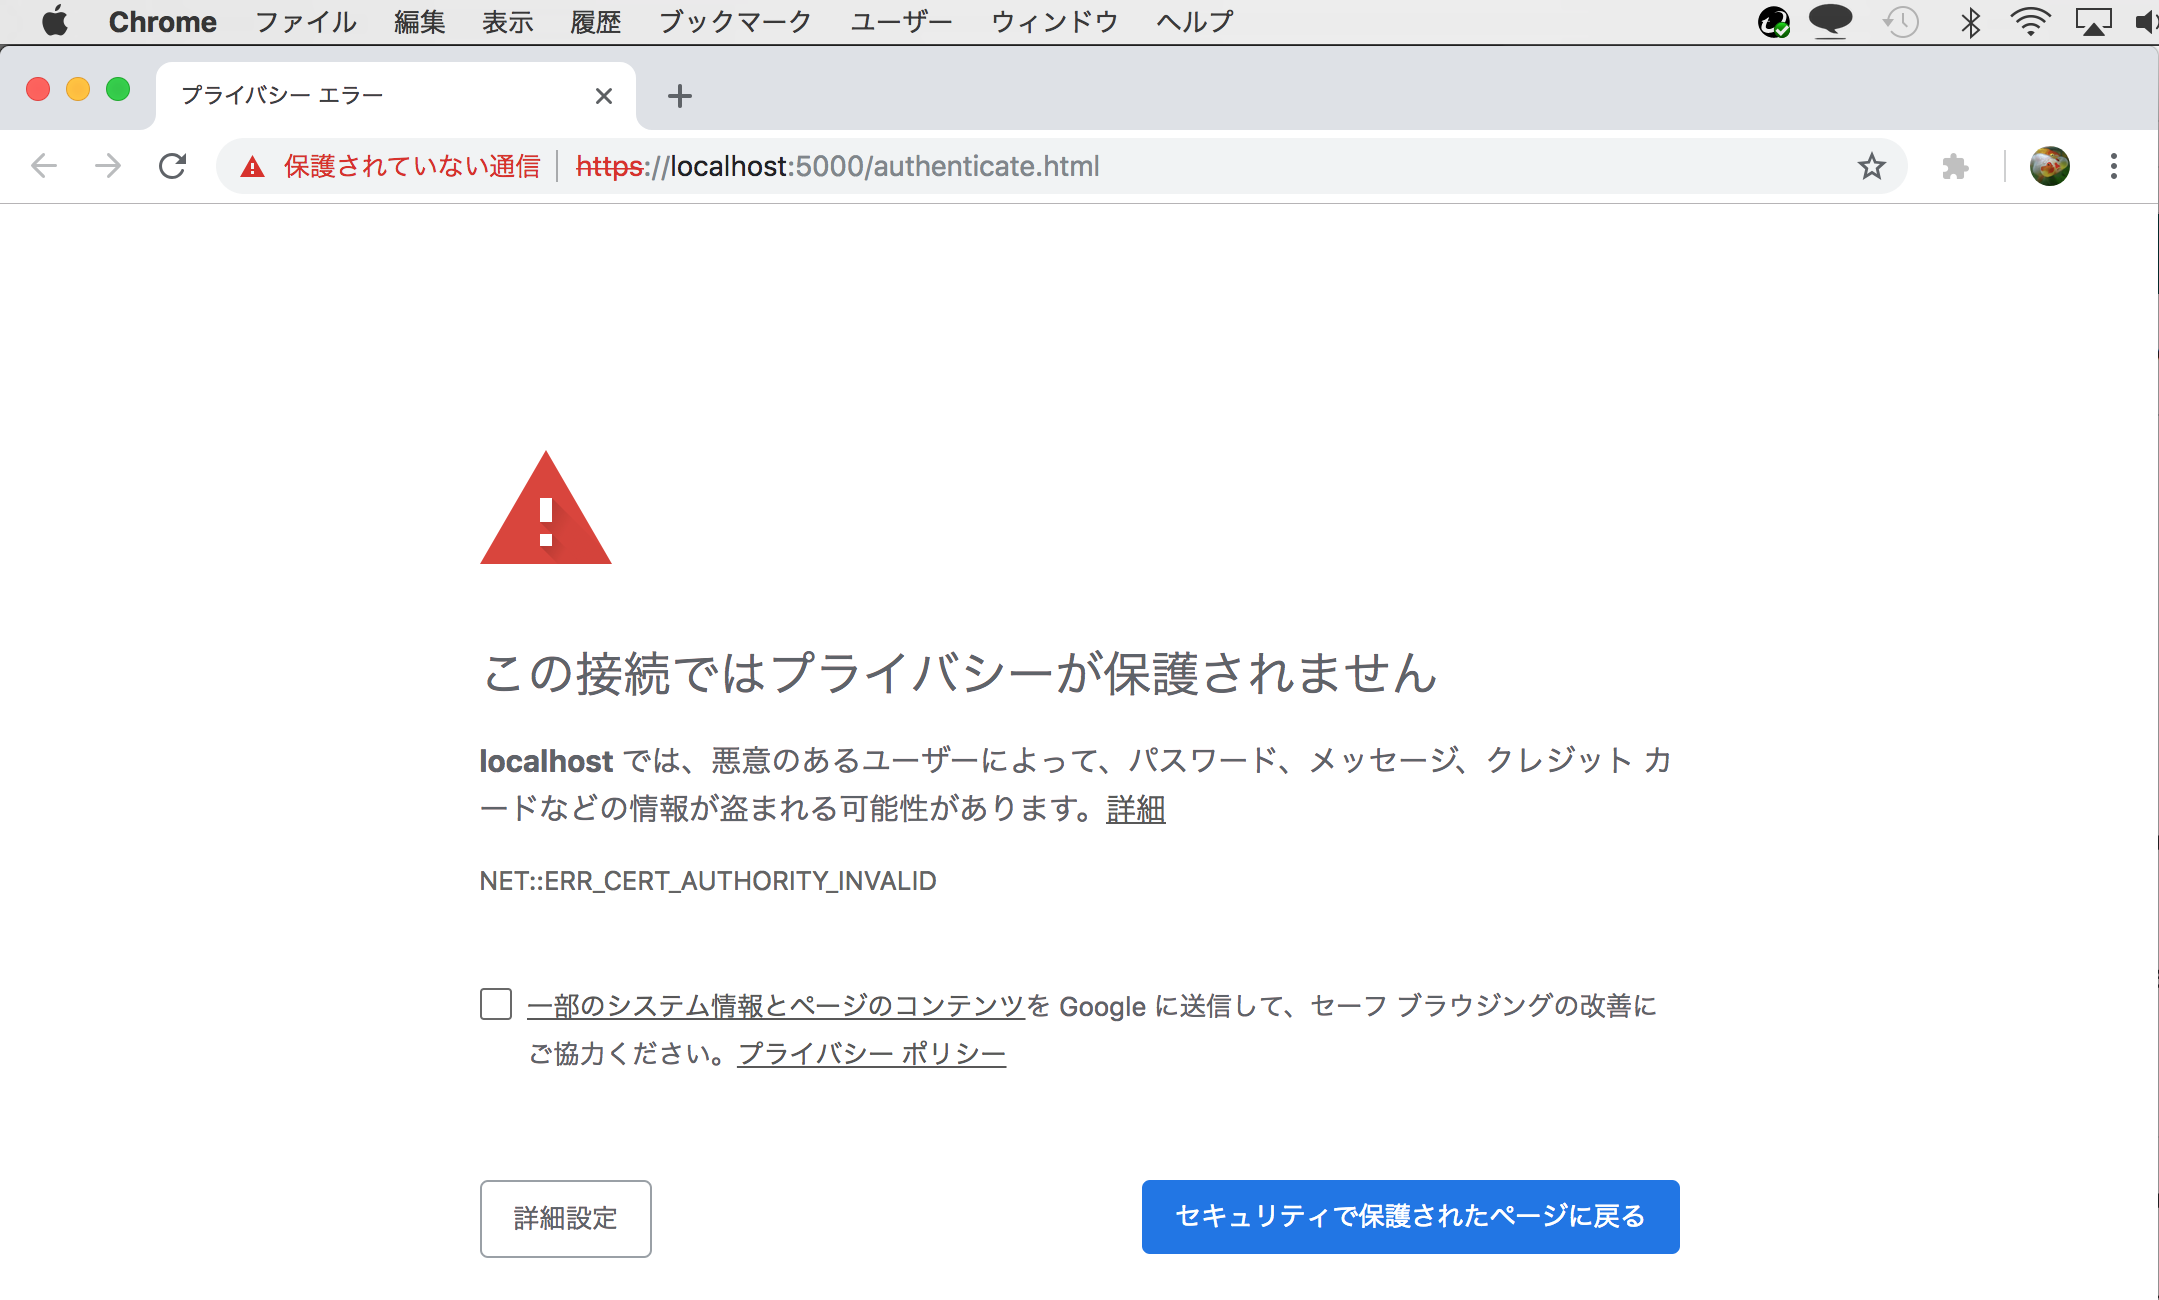 Chrome ファイル 編集 表示 履歴 ブックマーク ユーザー ウィンドウ ヘルプ
プライバシー エラー
保護されていない通信 https://localhost:5000/authenticate.html
この接続ではプライバシーが保護されません
localhost では、悪意のあるユーザーによって、パスワード、メッセージ、クレジット カ
ードなどの情報が盗まれる可能性があります。詳細
NET::ERR_CERT_AUTHORITY_INVALID
一部のシステム情報とページのコンテンツを Google に送信して、セーフ ブラウジングの改善に
ご協力ください。プライバシー ポリシー
詳細設定
セキュリティで保護されたページに戻る